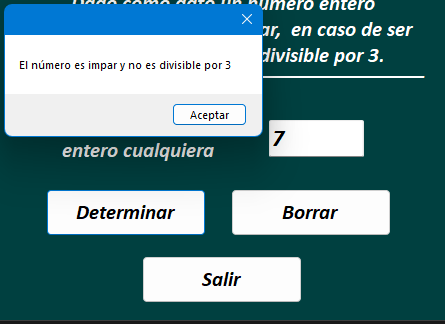 Dado como dato un número entero
ar, en caso de ser
divisible por 3.
El número es impar y no es divisible por 3
Aceptar
entero cualquiera
7
Determinar
Borrar
Salir